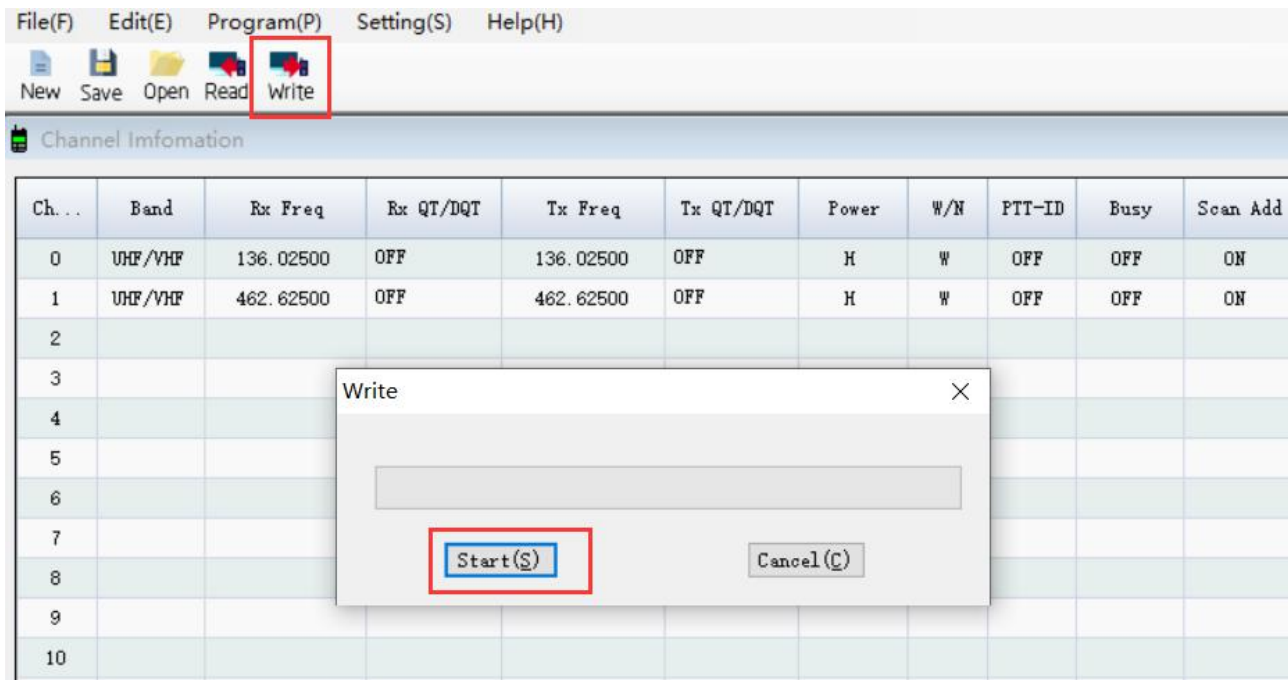 File(F) Edit(E) Program(P) Setting(S) Help(H)
New Save Open Read Write
Channel Imfomation
Ch... Band Rx Freq Rx QT/DQT Tx Freq Tx QT/DQT Power W/N PTT-ID Busy Scan Add
0 UHF/VHF 136.02500 OFF 136.02500 OFF H W OFF OFF ON
1 UHF/VHF 462.62500 OFF 462.62500 OFF H W OFF OFF ON
2
3
Write
4
5
6
7
Start(S) Cancel(C)
8
9
10